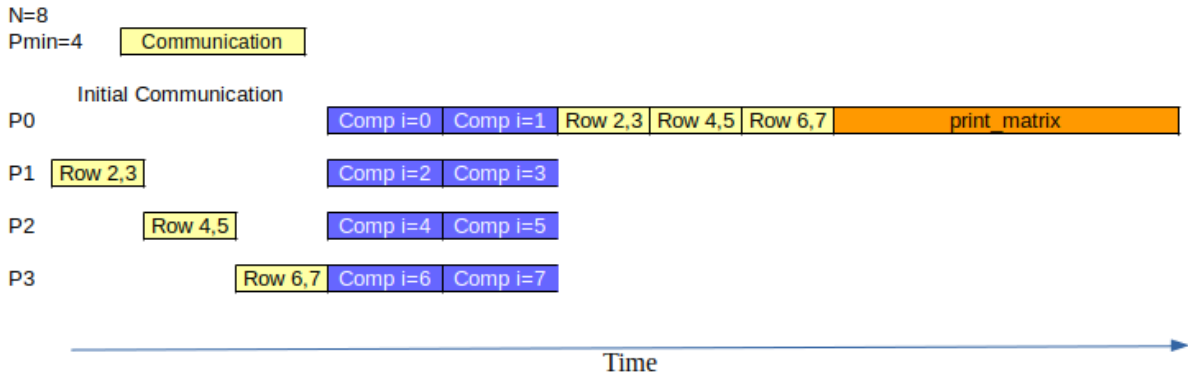 N=8
Pmin=4 Communication
Initial Communication
P0 Comp i=0 Comp i=1 Row 2,3 Row 4,5 Row 6,7 print_matrix
P1 Row 2,3 Comp i=2 Comp i=3
P2 Row 4,5 Comp i=4 Comp i=5
P3 Row 6,7 Comp i=6 Comp i=7
Time